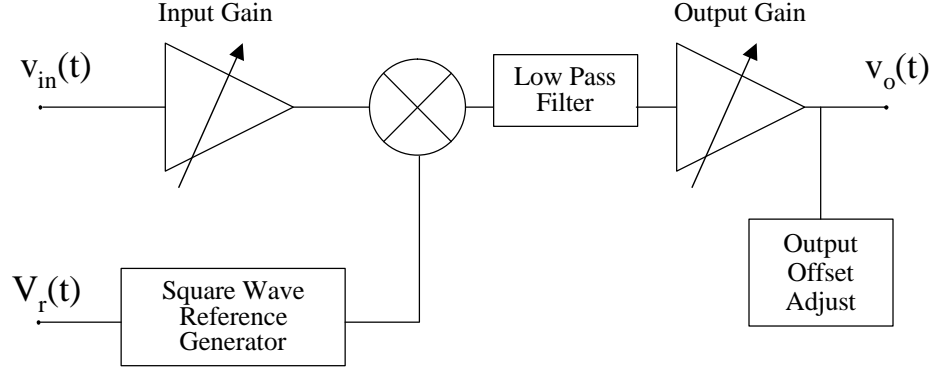 Input Gain
Output Gain
v_in(t)
Low Pass
Filter
v_o(t)
V_r(t)
Square Wave
Reference
Generator
Output
Offset
Adjust